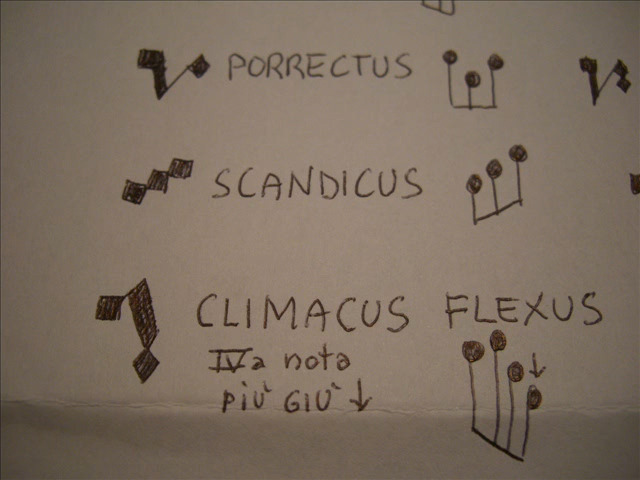 PORRECTUS
SCANDICUS
CLIMACUS FLEXUS
IVa nota
PIÙ GIÙ ↓